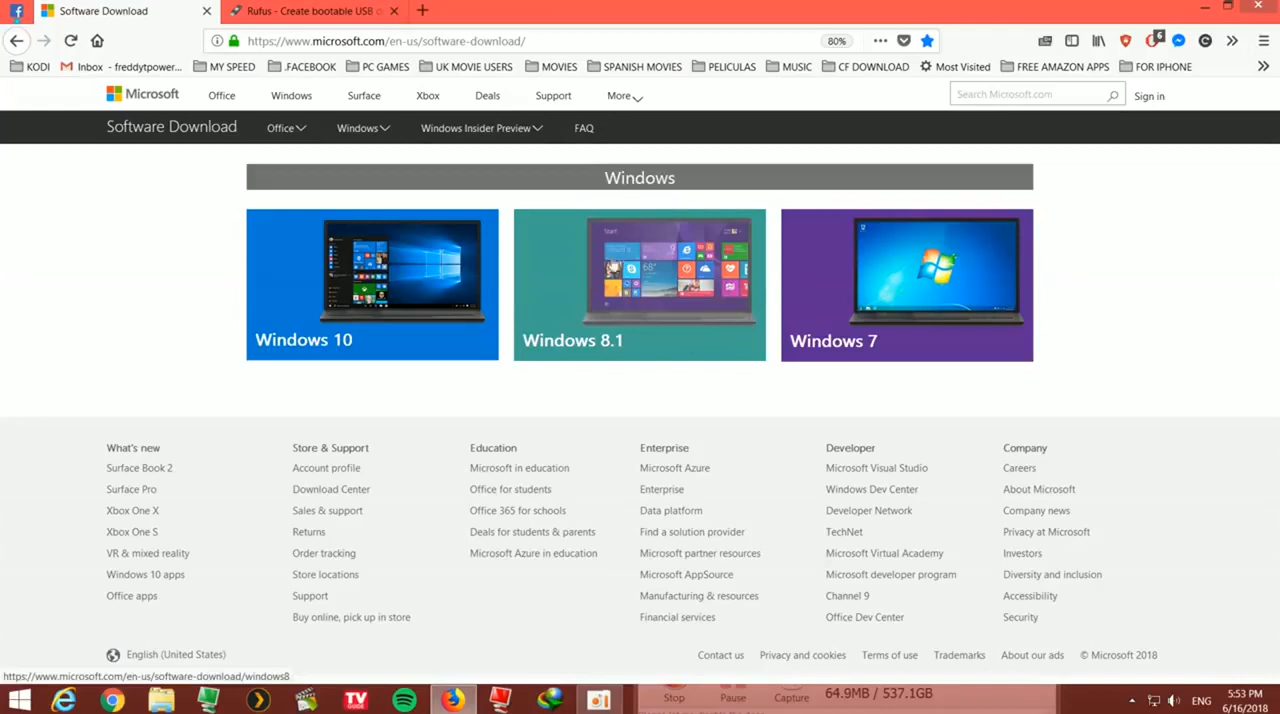 Software Download
Rufus - Create bootable USB
https://www.microsoft.com/en-us/software-download/
80%
6
KODI
Inbox - freddytpower...
MY SPEED
.FACEBOOK
PC GAMES
UK MOVIE USERS
MOVIES
SPANISH MOVIES
PELICULAS
MUSIC
CF DOWNLOAD
Most Visited
FREE AMAZON APPS
FOR IPHONE
Microsoft
Office
Windows
Surface
Xbox
Deals
Support
More
Search Microsoft.com
Sign in
Software Download
Office
Windows
Windows Insider Preview
FAQ
Windows
Windows 10
Start
68°
Windows 8.1
Windows 7
What's new
Surface Book 2
Surface Pro
Xbox One X
Xbox One S
VR & mixed reality
Windows 10 apps
Office apps
Store & Support
Account profile
Download Center
Sales & support
Returns
Order tracking
Store locations
Support
Buy online, pick up in store
Education
Microsoft in education
Office for students
Office 365 for schools
Deals for students & parents
Microsoft Azure in education
Enterprise
Microsoft Azure
Enterprise
Data platform
Find a solution provider
Microsoft partner resources
Microsoft AppSource
Manufacturing & resources
Financial services
Developer
Microsoft Visual Studio
Windows Dev Center
Developer Network
TechNet
Microsoft Virtual Academy
Microsoft developer program
Channel 9
Office Dev Center
Company
Careers
About Microsoft
Company news
Privacy at Microsoft
Investors
Diversity and inclusion
Accessibility
Security
English (United States)
Contact us
Privacy and cookies
Terms of use
Trademarks
About our ads
© Microsoft 2018
https://www.microsoft.com/en-us/software-download/windows8
TV
GUIDE
Stop
Pause
Capture
64.9MB / 537.1GB
ENG
5:53 PM
6/16/2018